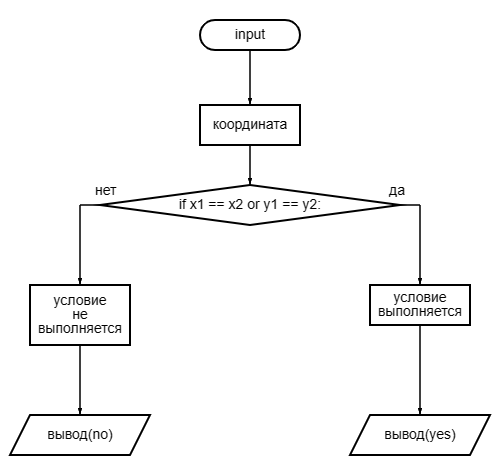 input
координата
нет
да
if x1 == x2 or y1 == y2:
условие
не
выполняется
условие
выполняется
вывод(no)
вывод(yes)